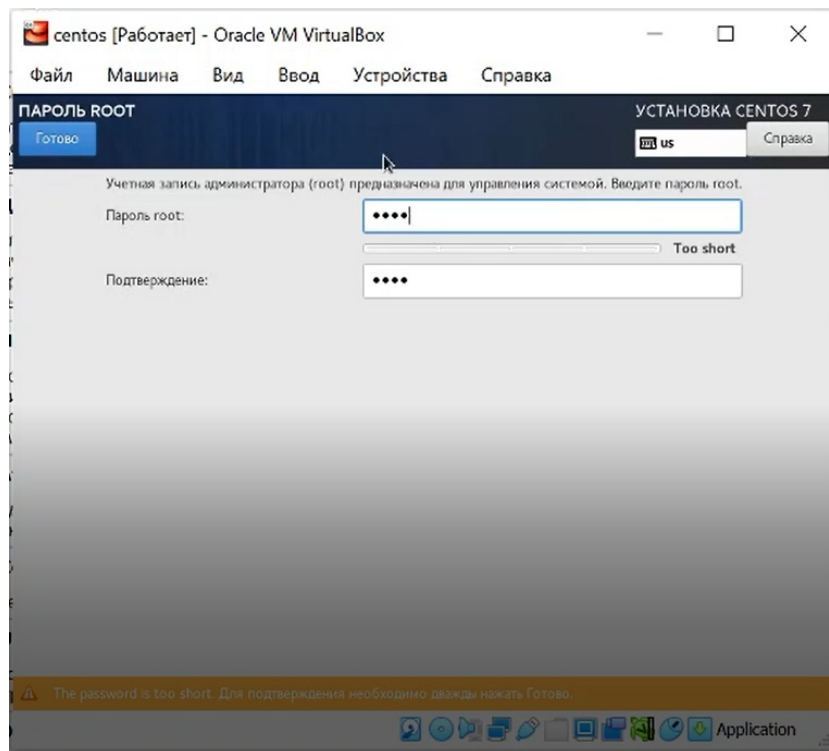 centos [Работает] - Oracle VM VirtualBox
Файл Машина Вид Ввод Устройства Справка
ПАРОЛЬ ROOT
УСТАНОВКА CENTOS 7
Готово
us
Справка
Учетная запись администратора (root) предназначена для управления системой. Введите пароль root.
Пароль root:
••••
Too short
Подтверждение:
••••
The password is too short. Для подтверждения необходимо дважды нажать Готово.
Application